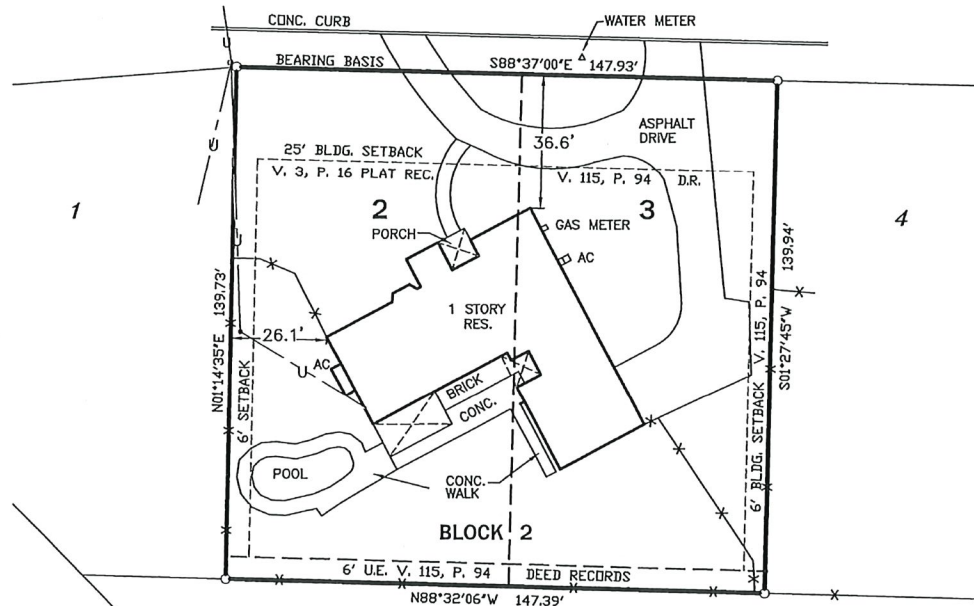 CONC. CURB
WATER METER
U
BEARING BASIS
S88°37'00"E 147.93'
ASPHALT
DRIVE
U
36.6'
25' BLDG. SETBACK
V. 3, P. 16 PLAT REC.
V. 115, P. 94 D.R.
1
2
3
4
PORCH
GAS METER
AC
U
139.94'
N01°14'35"E 139.73'
1 STORY
RES.
26.1'
V. 115, P. 94
S01°27'45"W
AC
U
BRICK
CONC.
6' SETBACK
6' BLDG. SETBACK
POOL
CONC.
WALK
BLOCK 2
6' U.E. V. 115, P. 94 DEED RECORDS
N88°32'06"W 147.39'